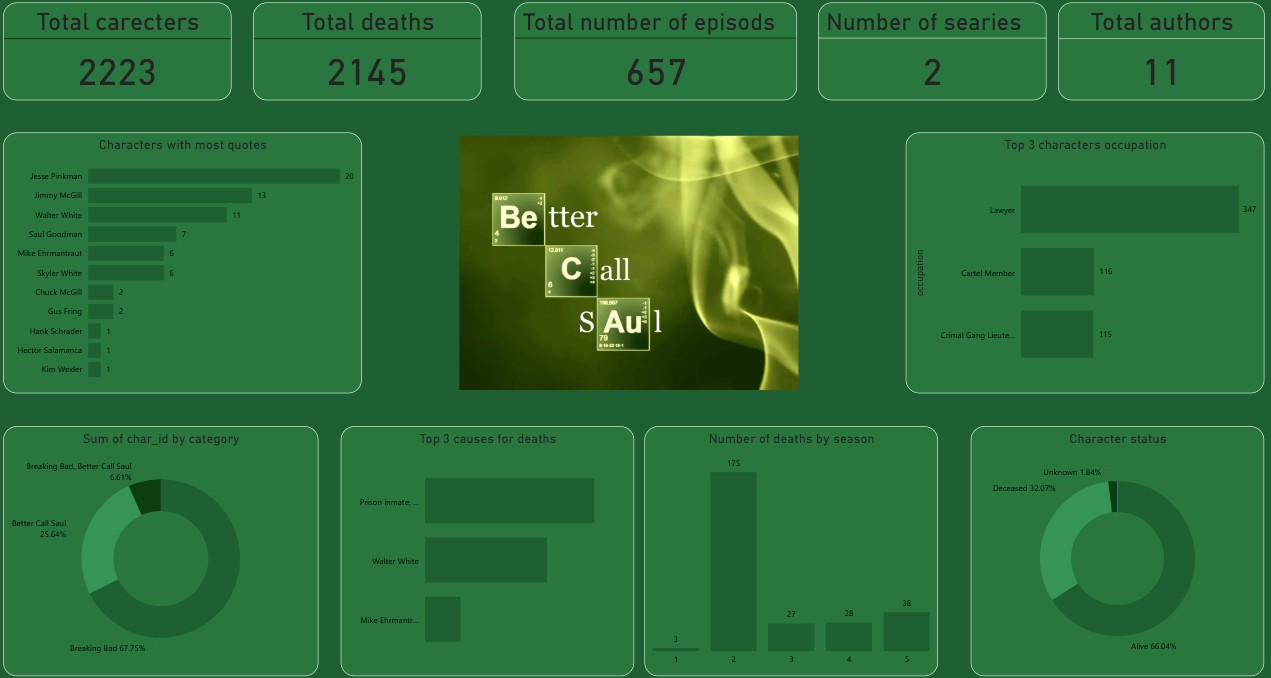 Total carecters
2223
Total deaths
2145
Total number of episods
657
Number of searies
2
Total authors
11
Characters with most quotes
Jesse Pinkman 20
Jimmy McGill 13
Walter White 11
Saul Goodman 7
Mike Ehrmantraut 6
Skyler White 6
Chuck McGill 2
Gus Fring 2
Hank Schrader 1
Hector Salamanca 1
Kim Wexler 1
Be tter
4
2
12,011
C all
6
4
S Au l
79
Top 3 characters occupation
occupation
Lawyer 347
Cartel Member 116
Crimal Gang Lieute... 115
Sum of char_id by category
Breaking Bad, Better Call Saul
6.61%
Better Call Saul
25.64%
Breaking Bad 67.75%
Top 3 causes for deaths
Prison inmate, ...
Walter White
Mike Ehrmantr...
Number of deaths by season
175
38
28
27
3
1 2 3 4 5
Character status
Unknown 1.84%
Deceased 32.07%
Alive 66.04%